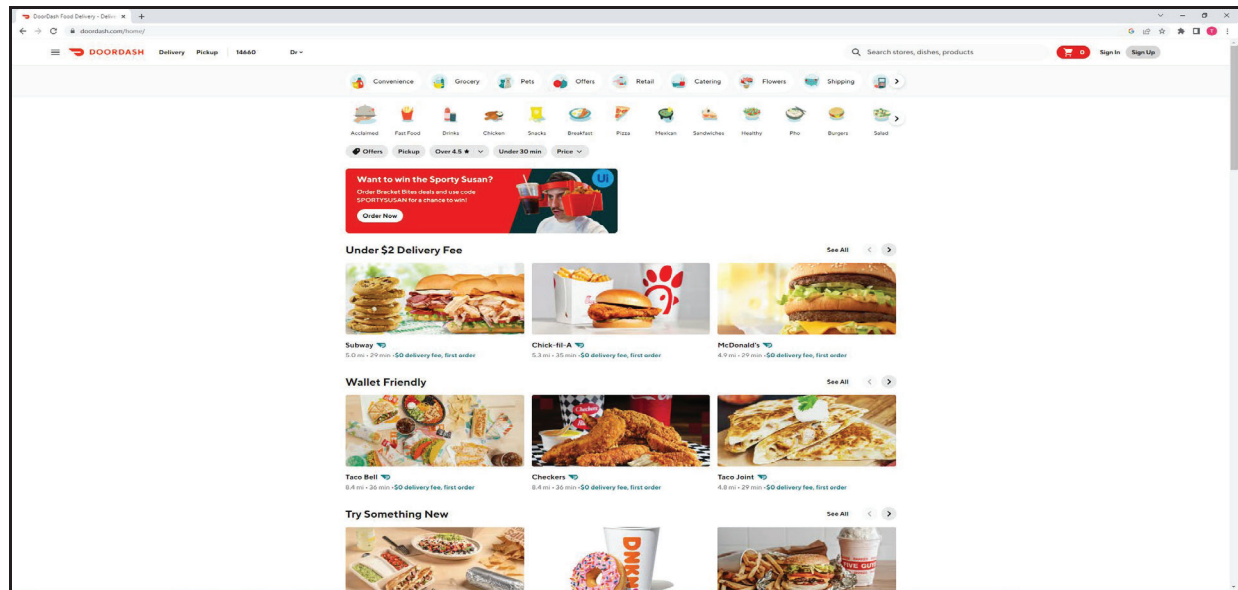 DoorDash Food Delivery - Deliv
doordash.com/home/
DOORDASH Delivery Pickup 14660 Dr Search stores, dishes, products 0 Sign In Sign Up
Convenience Grocery Pets Offers Retail Catering Flowers Shipping
Acclaimed Fast Food Drinks Chicken Snacks Breakfast Pizza Mexican Sandwiches Healthy Pho Burgers Salad
Offers Pickup Over 4.5 ★ Under 30 min Price
Want to win the Sporty Susan?
Order Bracket Bites deals and use code
SPORTYSUSAN for a chance to win!
Order Now
Ui
Under $2 Delivery Fee See All
Subway Chick-fil-A McDonald's
5.0 mi • 29 min •$0 delivery fee, first order 5.3 mi • 35 min •$0 delivery fee, first order 4.9 mi • 29 min •$0 delivery fee, first order
Wallet Friendly See All
Checkers
Taco Bell Checkers Taco Joint
8.4 mi • 36 min •$0 delivery fee, first order 8.4 mi • 36 min •$0 delivery fee, first order 4.8 mi • 29 min •$0 delivery fee, first order
Try Something New See All
DNKN
FIVE GUYS